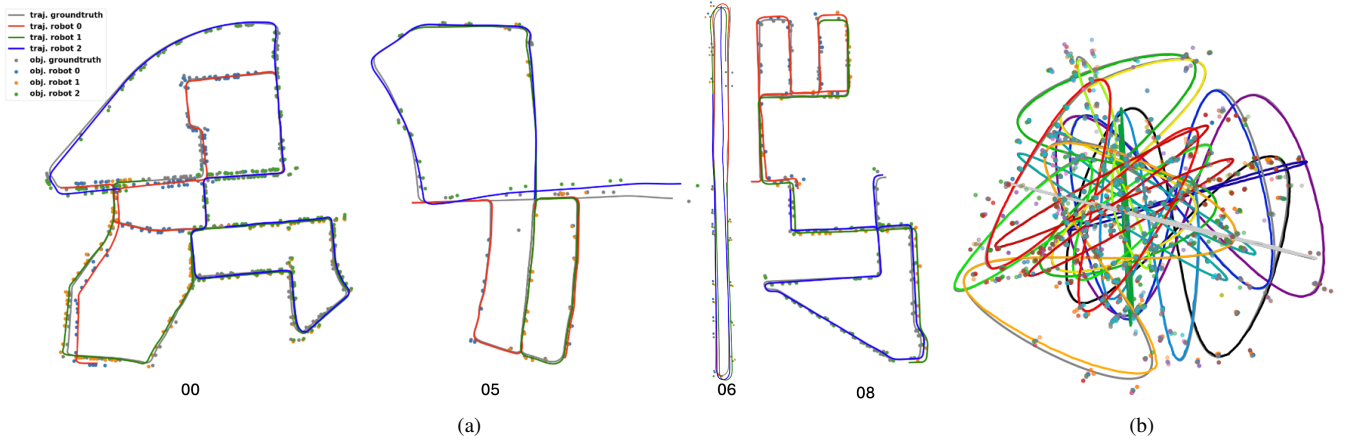 traj. groundtruth
traj. robot 0
traj. robot 1
traj. robot 2
obj. groundtruth
obj. robot 0
obj. robot 1
obj. robot 2
00
05
06
08
(a)
(b)